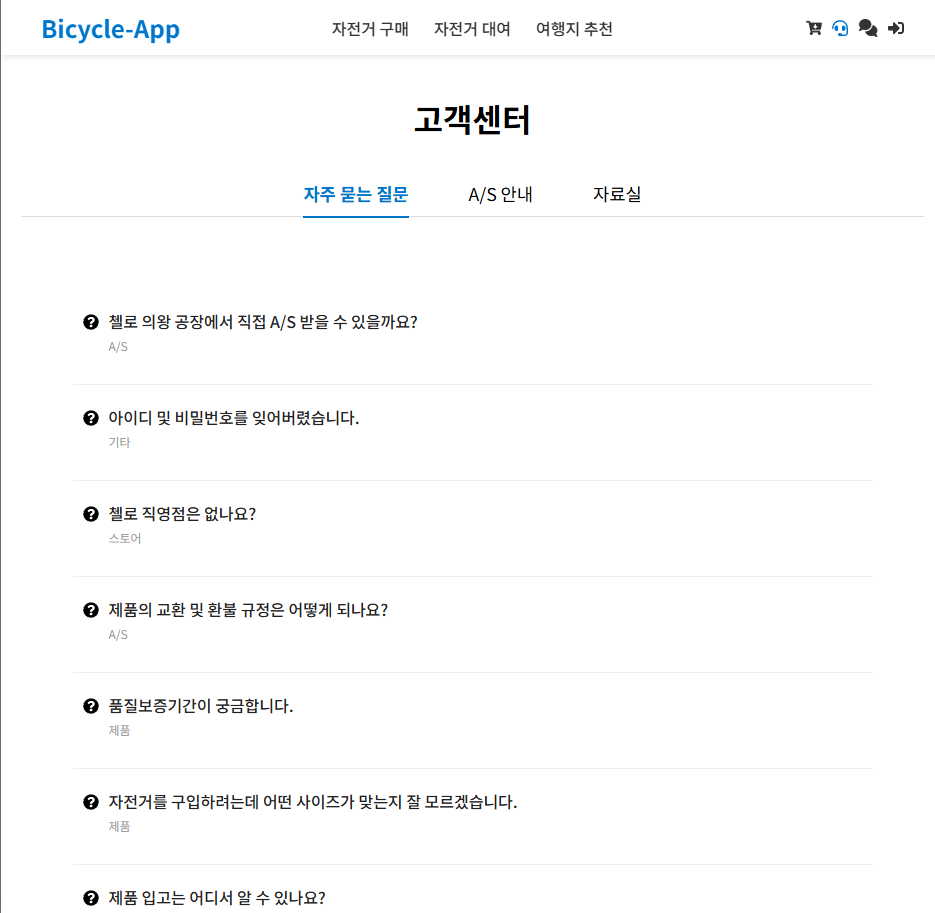 Bicycle-App
자전거 구매
자전거 대여
여행지 추천
고객센터
자주 묻는 질문
A/S 안내
자료실
첼로 의왕 공장에서 직접 A/S 받을 수 있을까요?
A/S
아이디 및 비밀번호를 잊어버렸습니다.
기타
첼로 직영점은 없나요?
스토어
제품의 교환 및 환불 규정은 어떻게 되나요?
A/S
품질보증기간이 궁금합니다.
제품
자전거를 구입하려는데 어떤 사이즈가 맞는지 잘 모르겠습니다.
제품
제품 입고는 어디서 알 수 있나요?